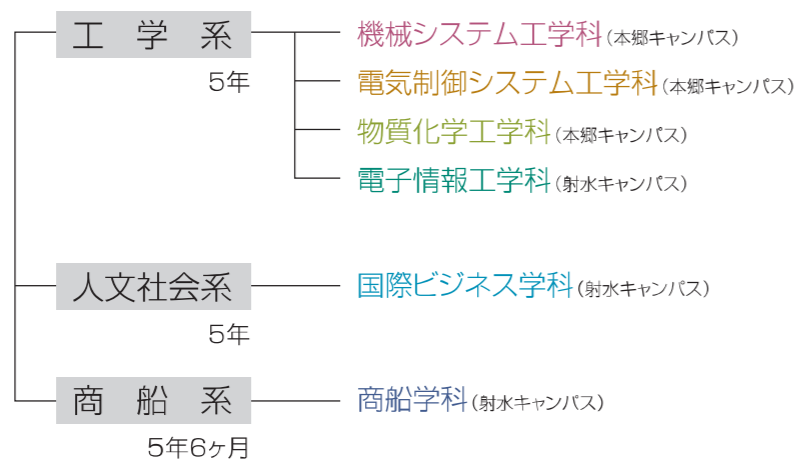 工学系
機械システム工学科(本郷キャンパス)
5年
電気制御システム工学科(本郷キャンパス)
物質化学工学科(本郷キャンパス)
電子情報工学科(射水キャンパス)
人文社会系
国際ビジネス学科(射水キャンパス)
5年
商船系
商船学科(射水キャンパス)
5年6ヶ月